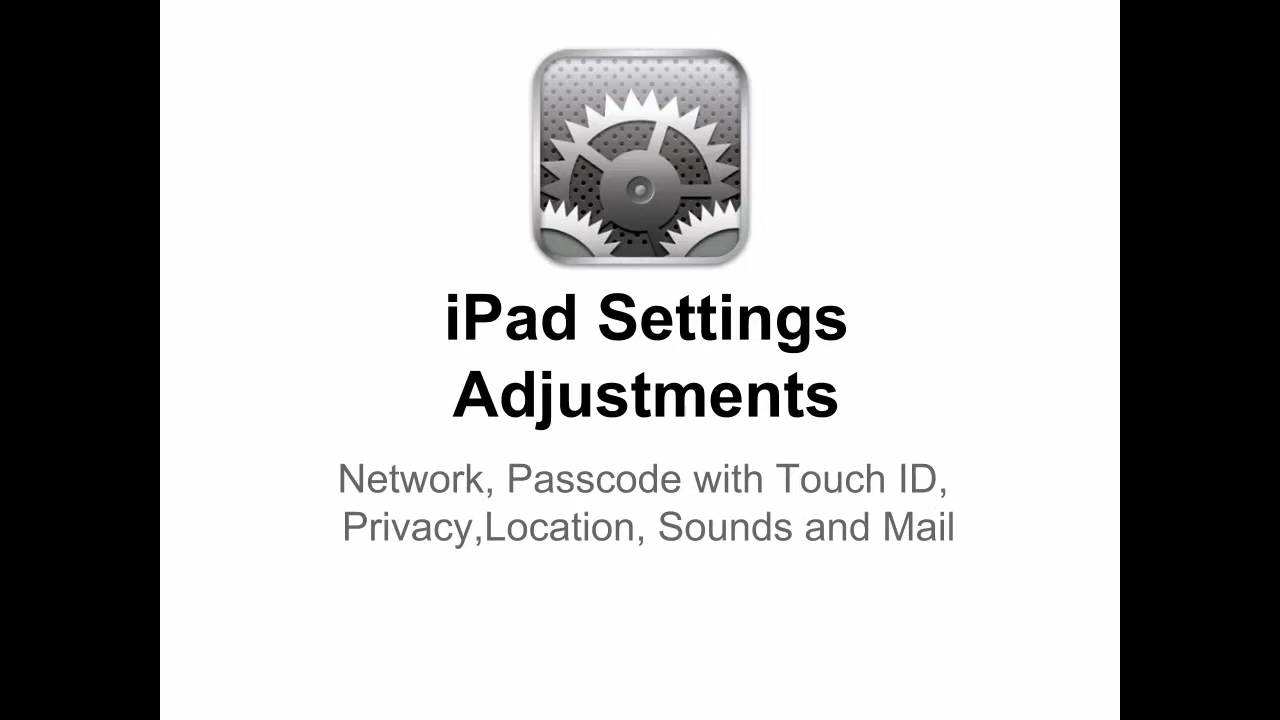 iPad Settings
Adjustments
Network, Passcode with Touch ID,
Privacy,Location, Sounds and Mail